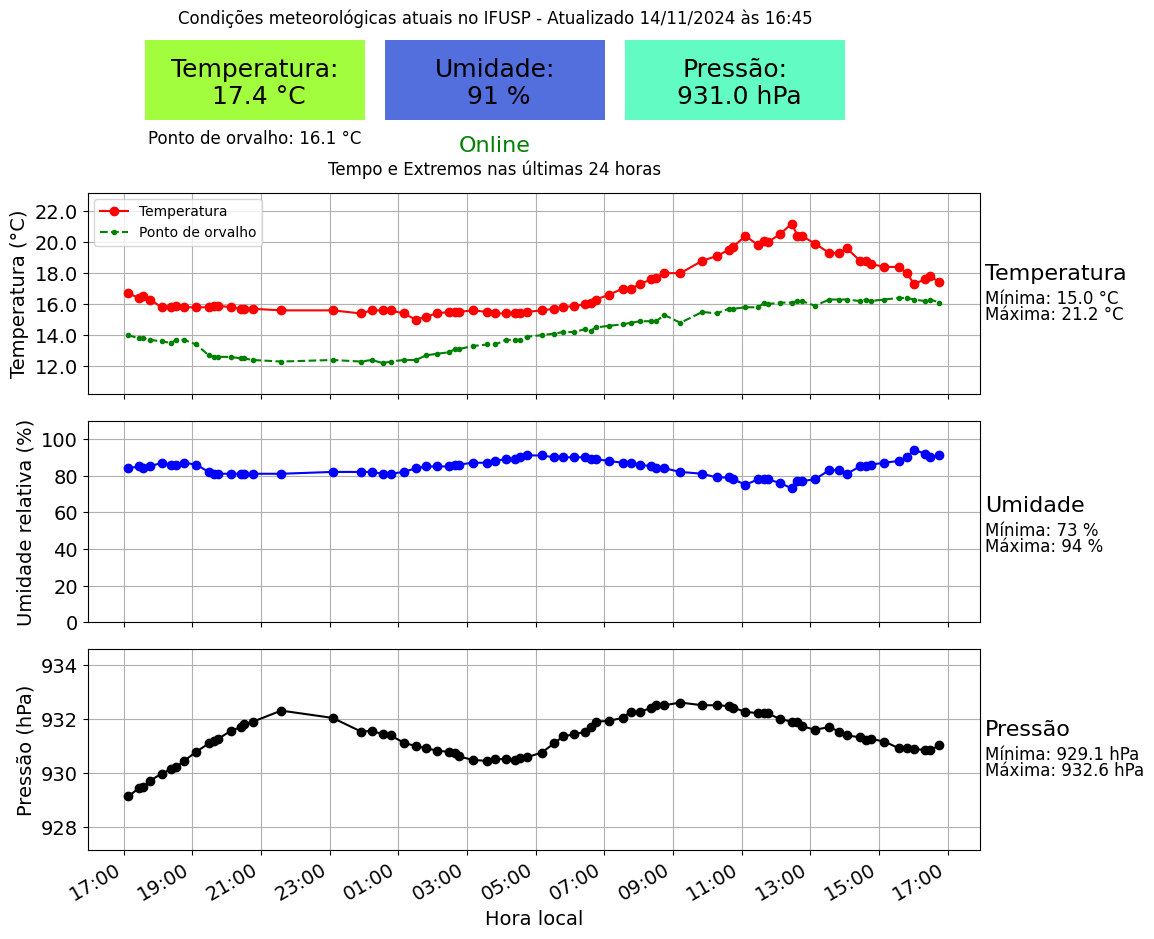 Condições meteorológicas atuais no IFUSP - Atualizado 14/11/2024 às 16:45
Temperatura:
17.4 °C
Umidade:
91 %
Pressão:
931.0 hPa
Ponto de orvalho: 16.1 °C
Online
Tempo e Extremos nas últimas 24 horas
Temperatura (°C)
22.0
20.0
18.0
16.0
14.0
12.0
Temperatura
Ponto de orvalho
Temperatura
Mínima: 15.0 °C
Máxima: 21.2 °C
Umidade relativa (%)
100
80
60
40
20
0
Umidade
Mínima: 73 %
Máxima: 94 %
Pressão (hPa)
934
932
930
928
Pressão
Mínima: 929.1 hPa
Máxima: 932.6 hPa
17:00 19:00 21:00 23:00 01:00 03:00 05:00 07:00 09:00 11:00 13:00 15:00 17:00
Hora local